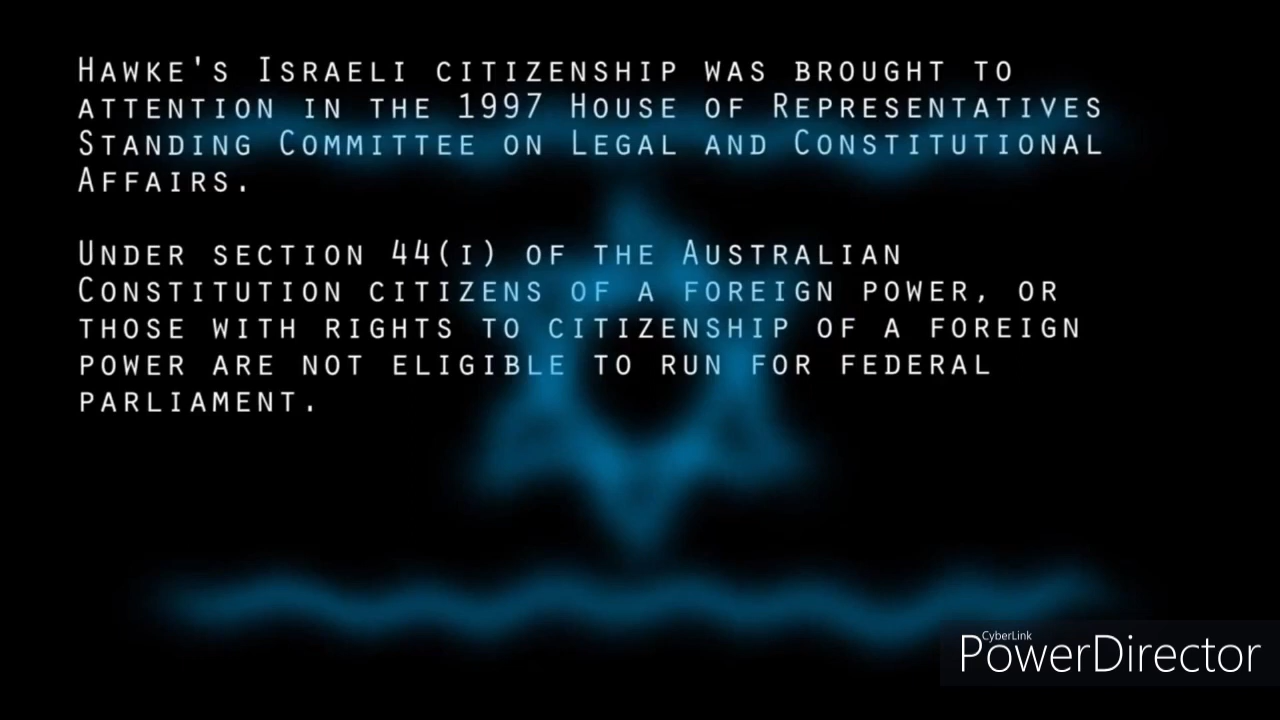 Hawke's Israeli citizenship was brought to
attention in the 1997 House of Representatives
Standing Committee on Legal and Constitutional
Affairs.
Under section 44(i) of the Australian
Constitution citizens of a foreign power, or
those with rights to citizenship of a foreign
power are not eligible to run for federal
parliament.
CyberLink
PowerDirector